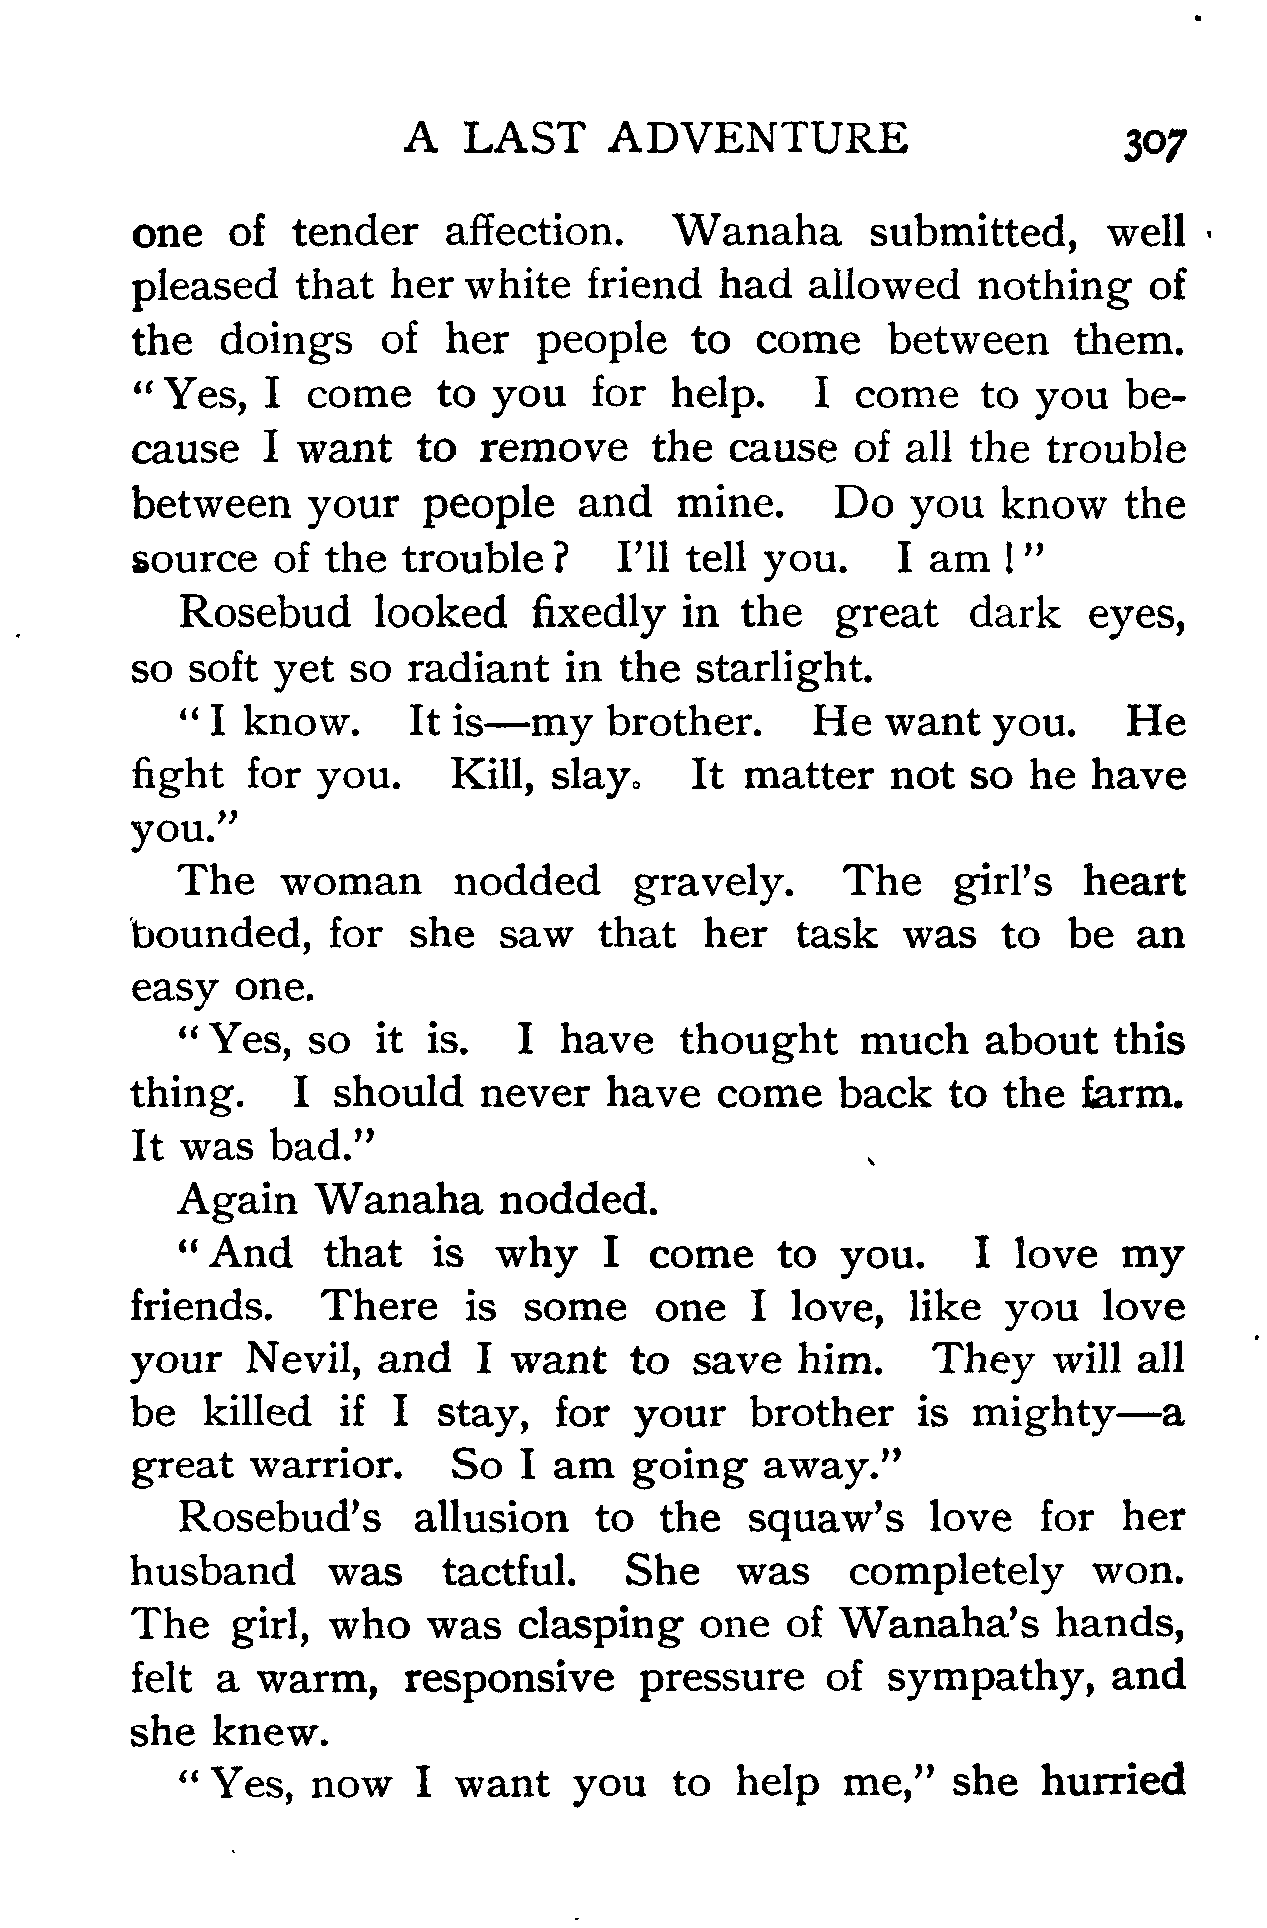 A LAST ADVENTURE 307
one of tender affection. Wanaha submitted, well
pleased that her white friend had allowed nothing of
the doings of her people to come between them.
“Yes, I come to you for help. I come to you be-
cause I want to remove the cause of all the trouble
between your people and mine. Do you know the
source of the trouble? I’ll tell you. I am!”
Rosebud looked fixedly in the great dark eyes,
so soft yet so radiant in the starlight.
“I know. It is—my brother. He want you. He
fight for you. Kill, slay. It matter not so he have
you.”
The woman nodded gravely. The girl’s heart
bounded, for she saw that her task was to be an
easy one.
“Yes, so it is. I have thought much about this
thing. I should never have come back to the farm.
It was bad.”
Again Wanaha nodded.
“And that is why I come to you. I love my
friends. There is some one I love, like you love
your Nevil, and I want to save him. They will all
be killed if I stay, for your brother is mighty—a
great warrior. So I am going away.”
Rosebud’s allusion to the squaw’s love for her
husband was tactful. She was completely won.
The girl, who was clasping one of Wanaha’s hands,
felt a warm, responsive pressure of sympathy, and
she knew.
“Yes, now I want you to help me,” she hurried